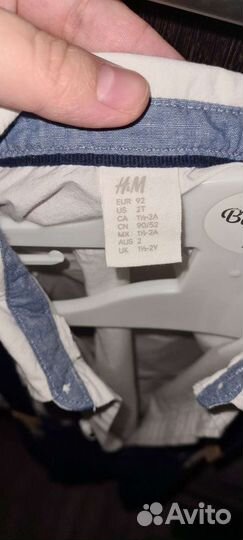 H&M
EUR 92
US 2T
CA 1½-2A
CN 90/52
MX 1½-2A
AUS 2
UK 1½-2Y
Avito